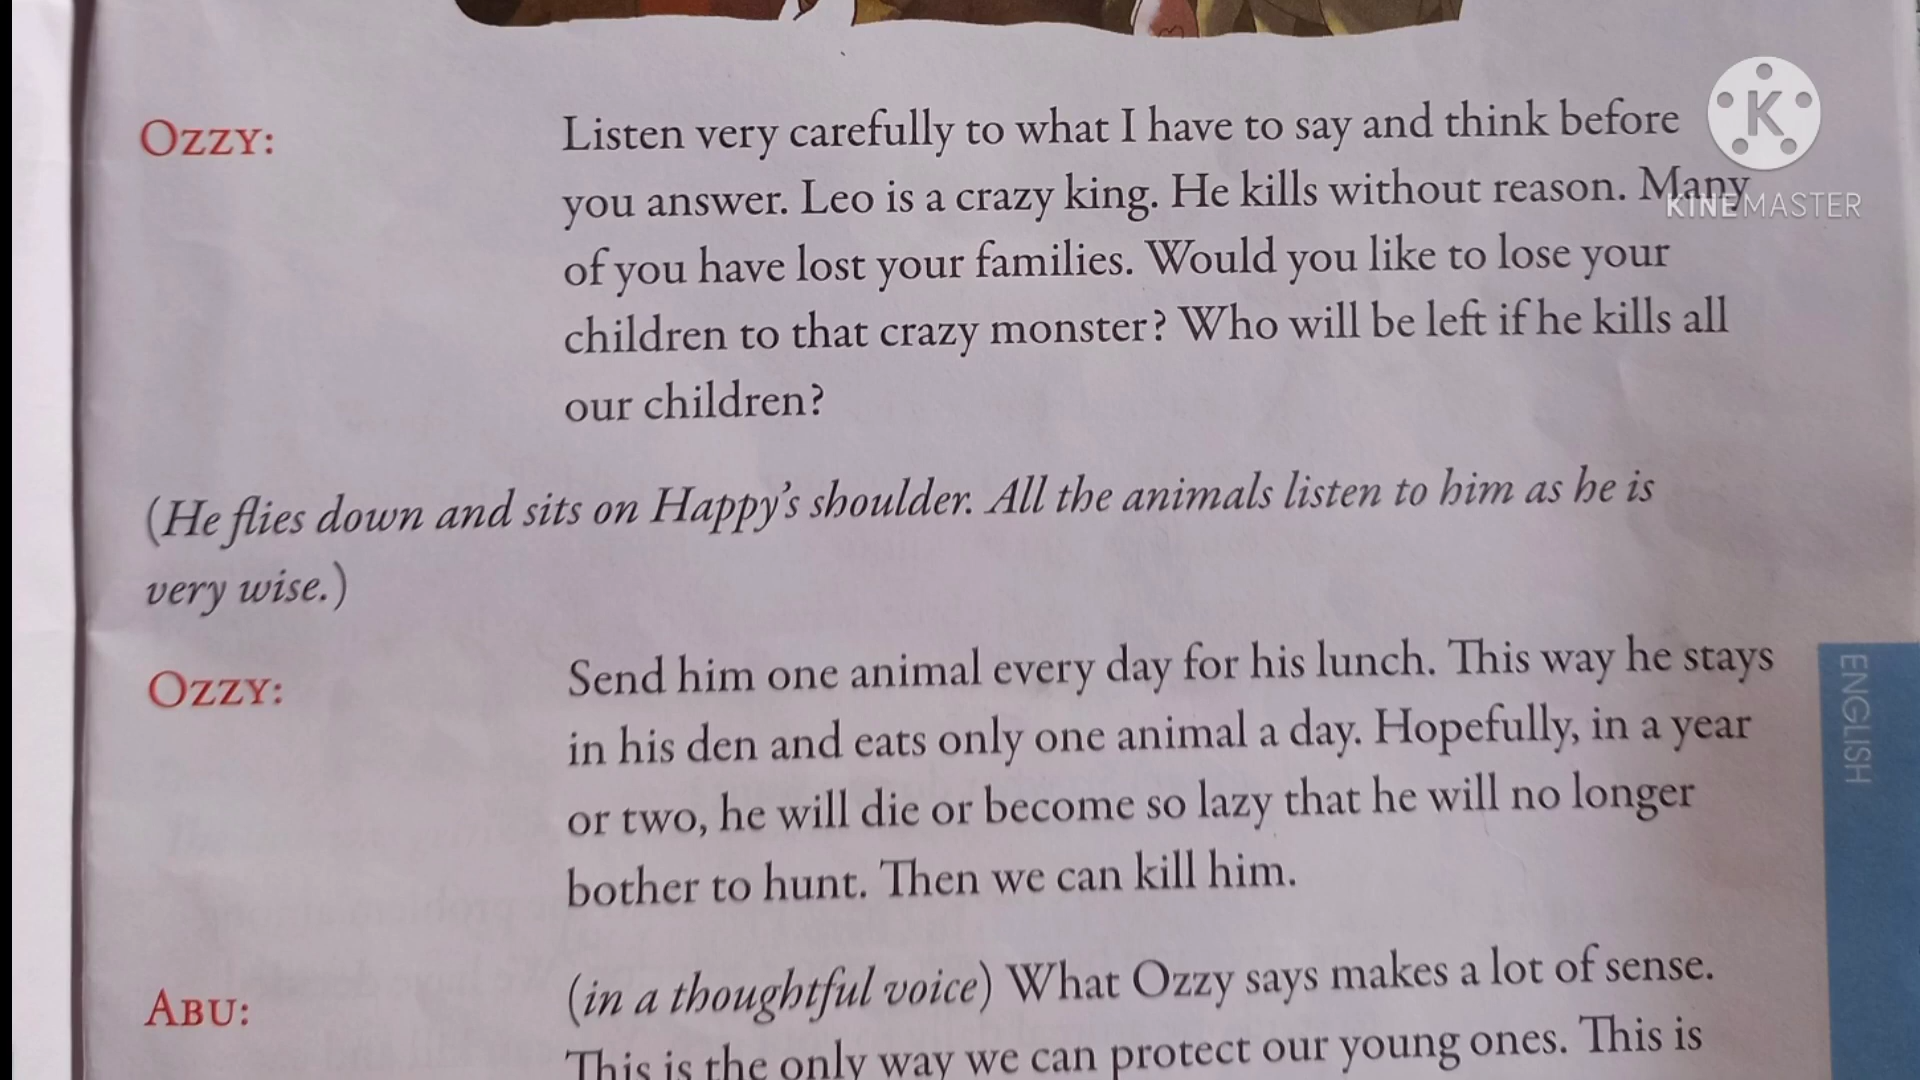 OZZY: Listen very carefully to what I have to say and think before
you answer. Leo is a crazy king. He kills without reason. Many
of you have lost your families. Would you like to lose your
children to that crazy monster? Who will be left if he kills all
our children?
(He flies down and sits on Happy's shoulder. All the animals listen to him as he is
very wise.)
OZZY: Send him one animal every day for his lunch. This way he stays
in his den and eats only one animal a day. Hopefully, in a year
or two, he will die or become so lazy that he will no longer
bother to hunt. Then we can kill him.
ABU: (in a thoughtful voice) What Ozzy says makes a lot of sense.
This is the only way we can protect our young ones. This is
ENGLISH
K
KINEMASTER